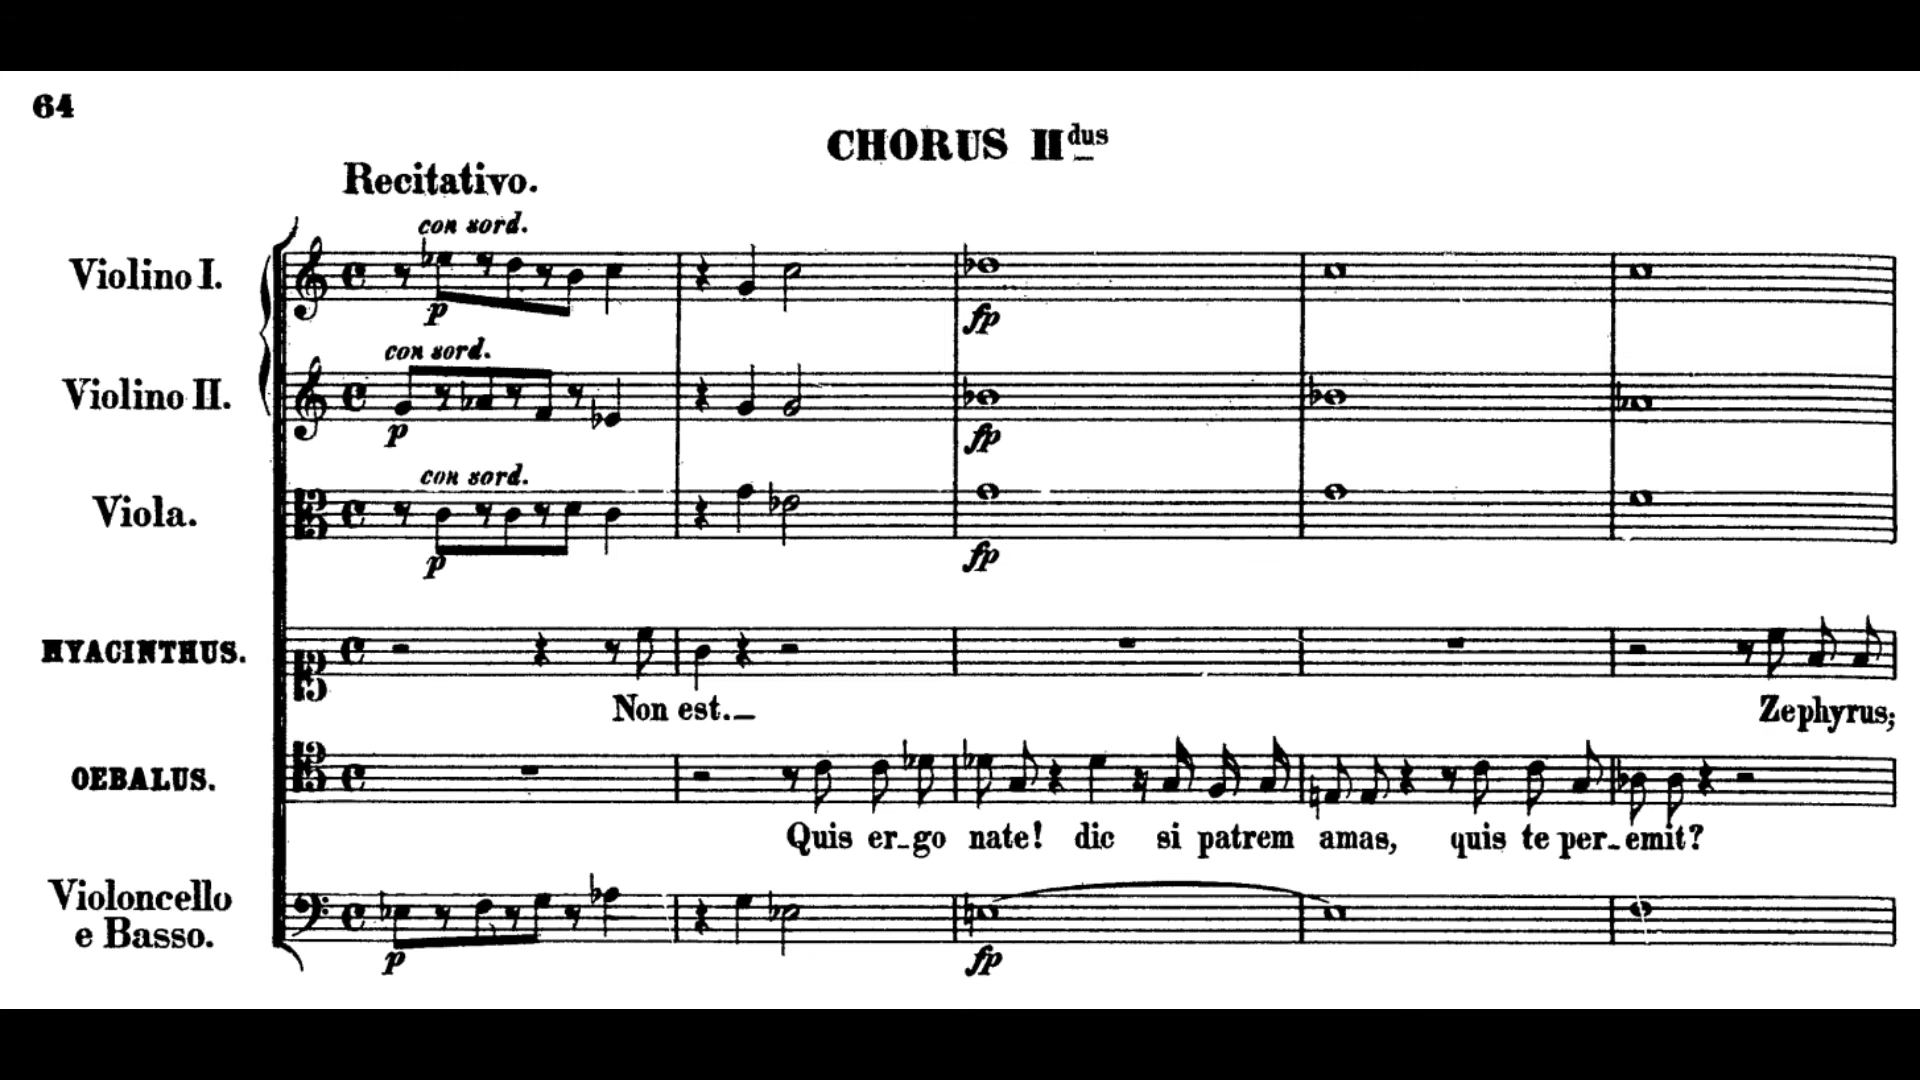 64
CHORUS IIdus
Recitativo.
con sord.
Violino I.
p
fp
con sord.
Violino II.
p
fp
con sord.
Viola.
p
fp
HYACINTHUS.
Non est._
Zephyrus;
OEBALUS.
Quis er_go nate! dic si patrem amas, quis te per_emit?
Violoncello
e Basso.
p
fp